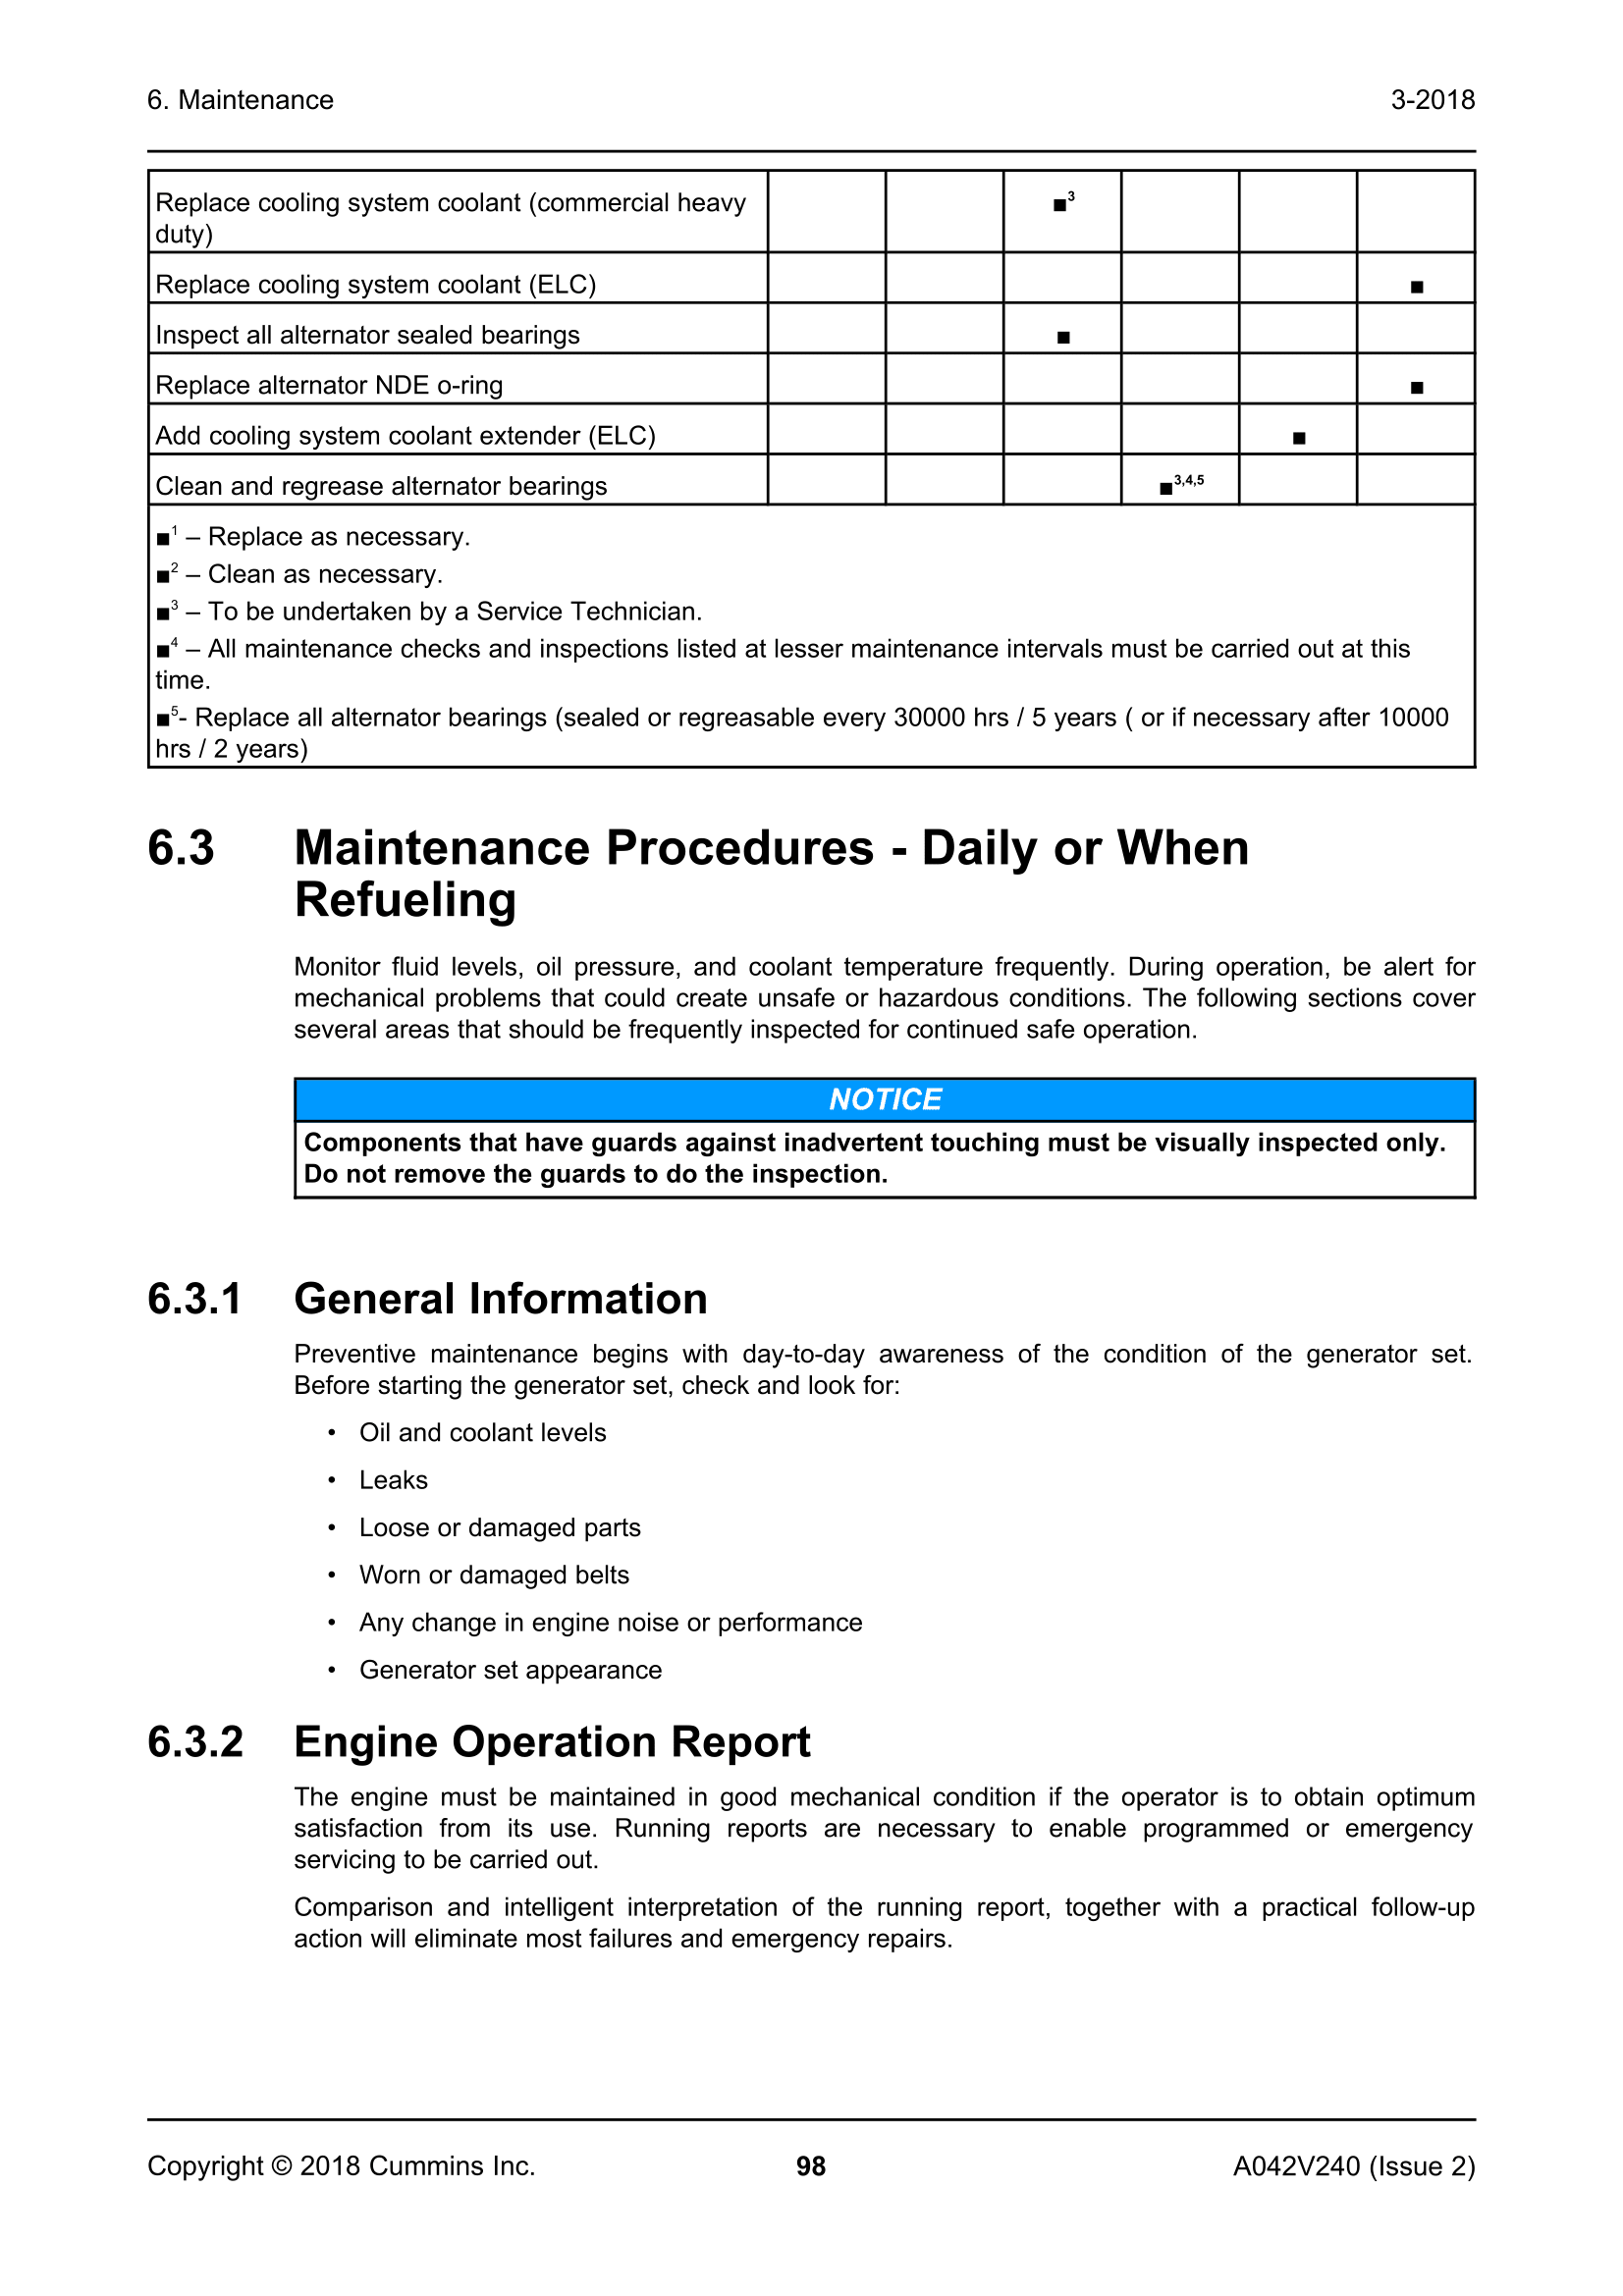 6. Maintenance 3-2018
Replace cooling system coolant (commercial heavy ■3
duty)
Replace cooling system coolant (ELC) ■
Inspect all alternator sealed bearings ■
Replace alternator NDE o-ring ■
Add cooling system coolant extender (ELC) ■
Clean and regrease alternator bearings ■3,4,5
■1 – Replace as necessary.
■2 – Clean as necessary.
■3 – To be undertaken by a Service Technician.
■4 – All maintenance checks and inspections listed at lesser maintenance intervals must be carried out at this
time.
■5- Replace all alternator bearings (sealed or regreasable every 30000 hrs / 5 years ( or if necessary after 10000
hrs / 2 years)
6.3 Maintenance Procedures - Daily or When
Refueling
Monitor fluid levels, oil pressure, and coolant temperature frequently. During operation, be alert for
mechanical problems that could create unsafe or hazardous conditions. The following sections cover
several areas that should be frequently inspected for continued safe operation.
NOTICE
Components that have guards against inadvertent touching must be visually inspected only.
Do not remove the guards to do the inspection.
6.3.1 General Information
Preventive maintenance begins with day-to-day awareness of the condition of the generator set.
Before starting the generator set, check and look for:
• Oil and coolant levels
• Leaks
• Loose or damaged parts
• Worn or damaged belts
• Any change in engine noise or performance
• Generator set appearance
6.3.2 Engine Operation Report
The engine must be maintained in good mechanical condition if the operator is to obtain optimum
satisfaction from its use. Running reports are necessary to enable programmed or emergency
servicing to be carried out.
Comparison and intelligent interpretation of the running report, together with a practical follow-up
action will eliminate most failures and emergency repairs.
Copyright © 2018 Cummins Inc. 98 A042V240 (Issue 2)